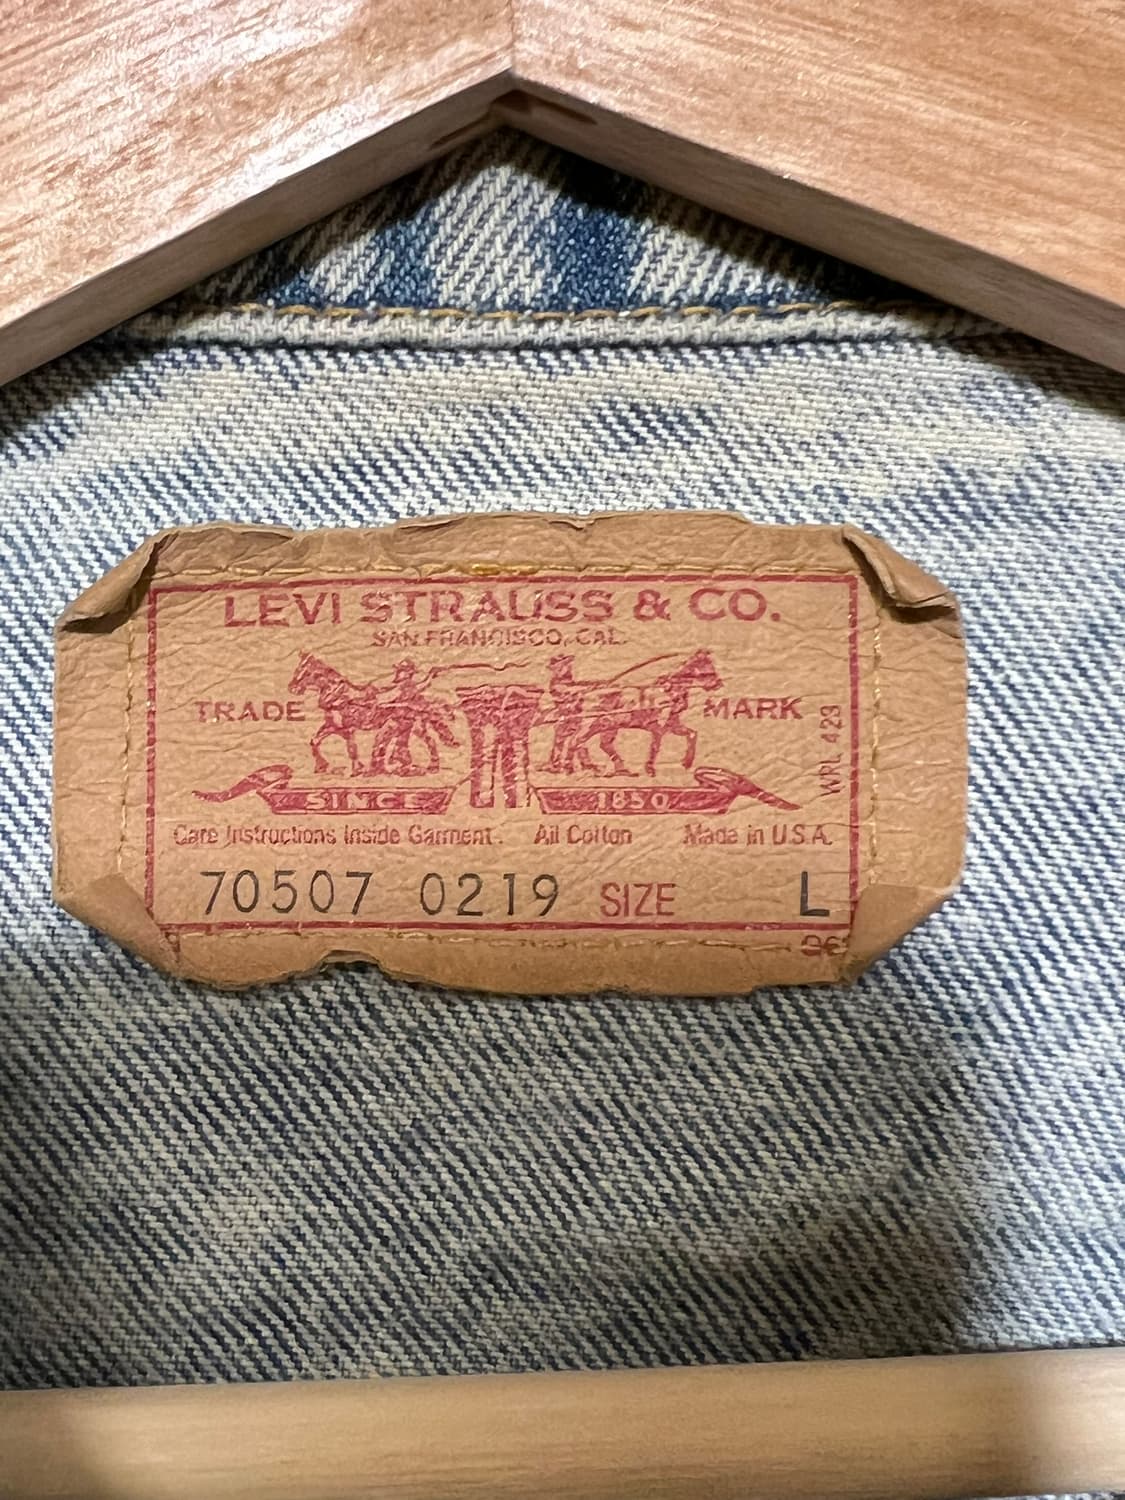 LEVI STRAUSS & CO.
SAN FRANCISCO, CAL.
TRADE MARK
WPL 423
SINCE 1850
Care Instructions Inside Garment. All Cotton Made in U.S.A.
70507 0219 SIZE L